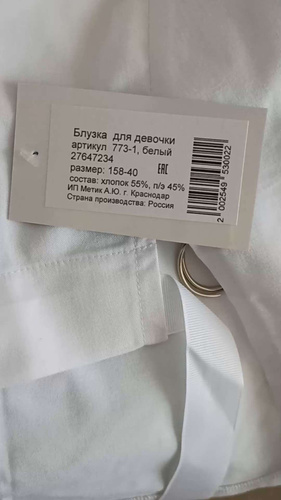 Блузка для девочки
артикул 773-1, белый
27647234
размер: 158-40
состав: хлопок 55%, п/э 45%
ИП Метик А.Ю. г. Краснодар
Страна производства: Россия
EAC
2 002549 530022